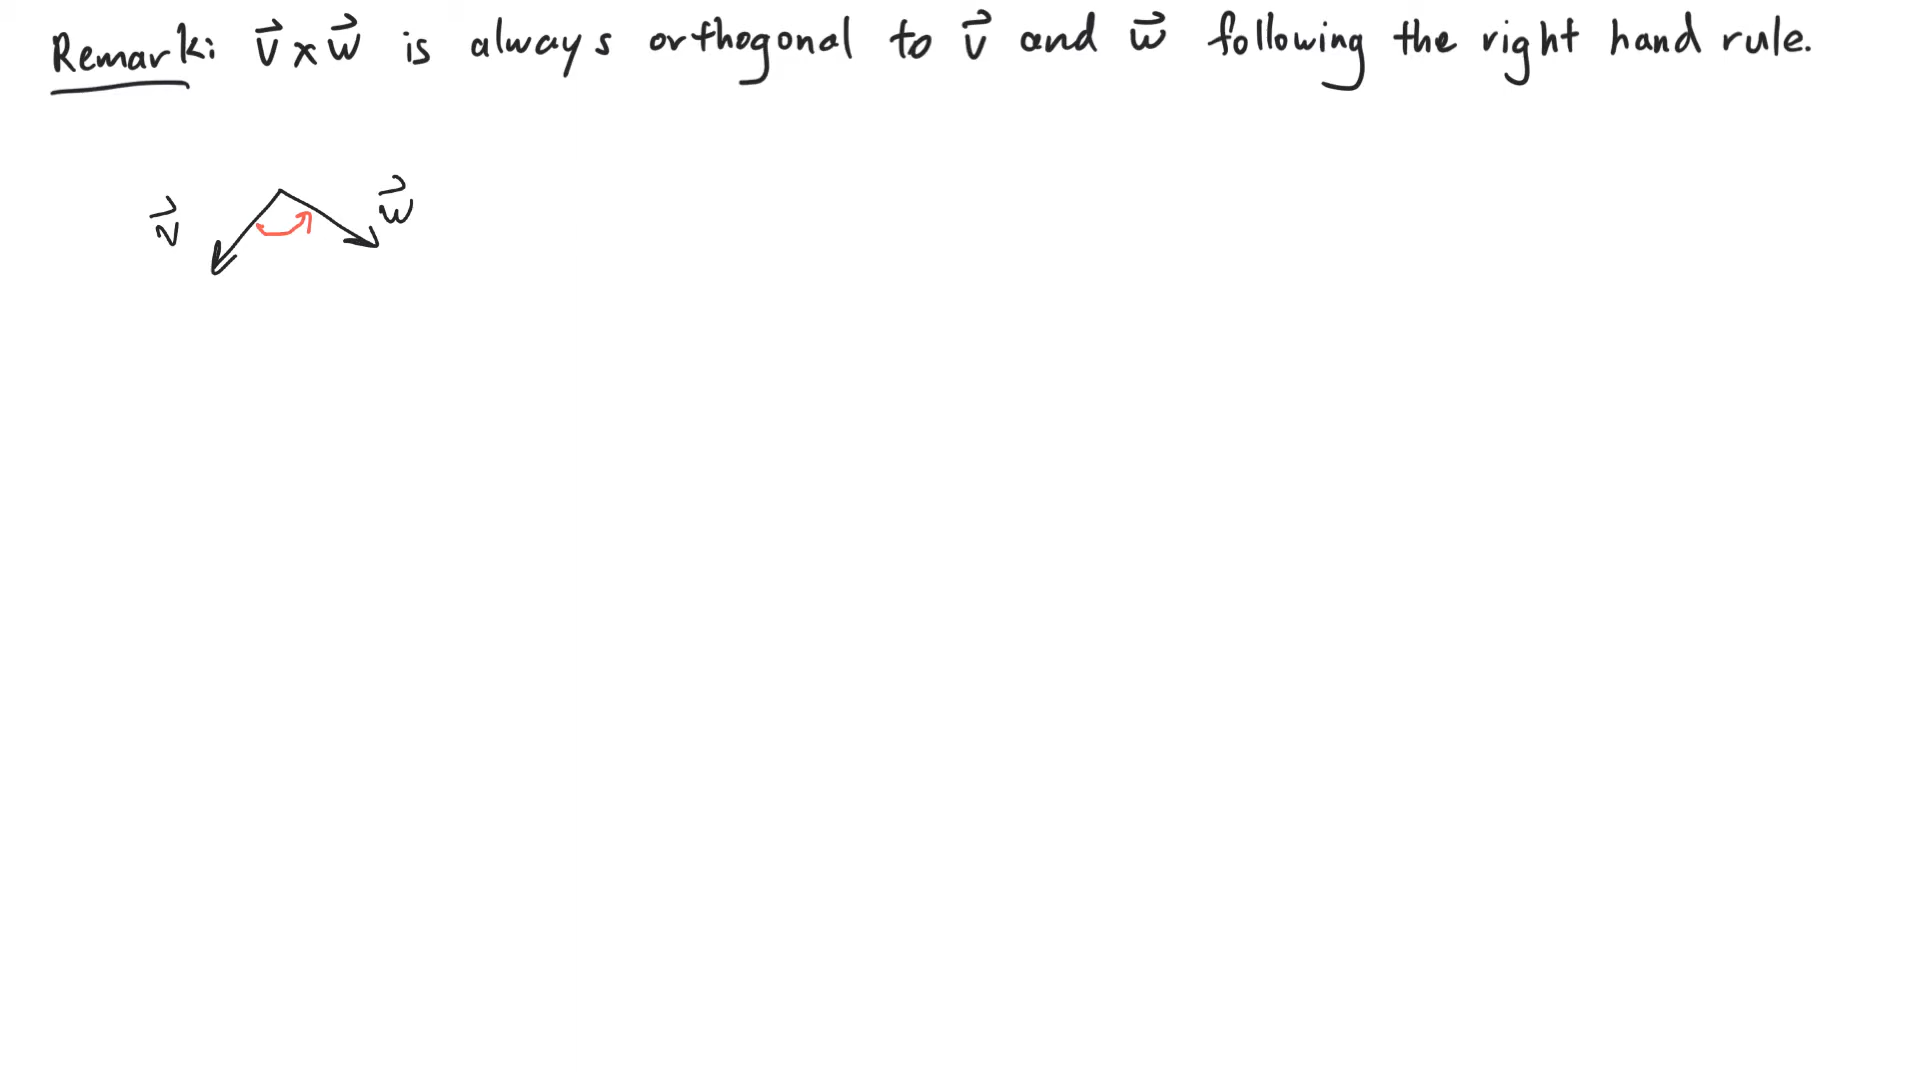 Remark: v⃗ × w⃗ is always orthogonal to v⃗ and w⃗ following the right hand rule.
v⃗ w⃗